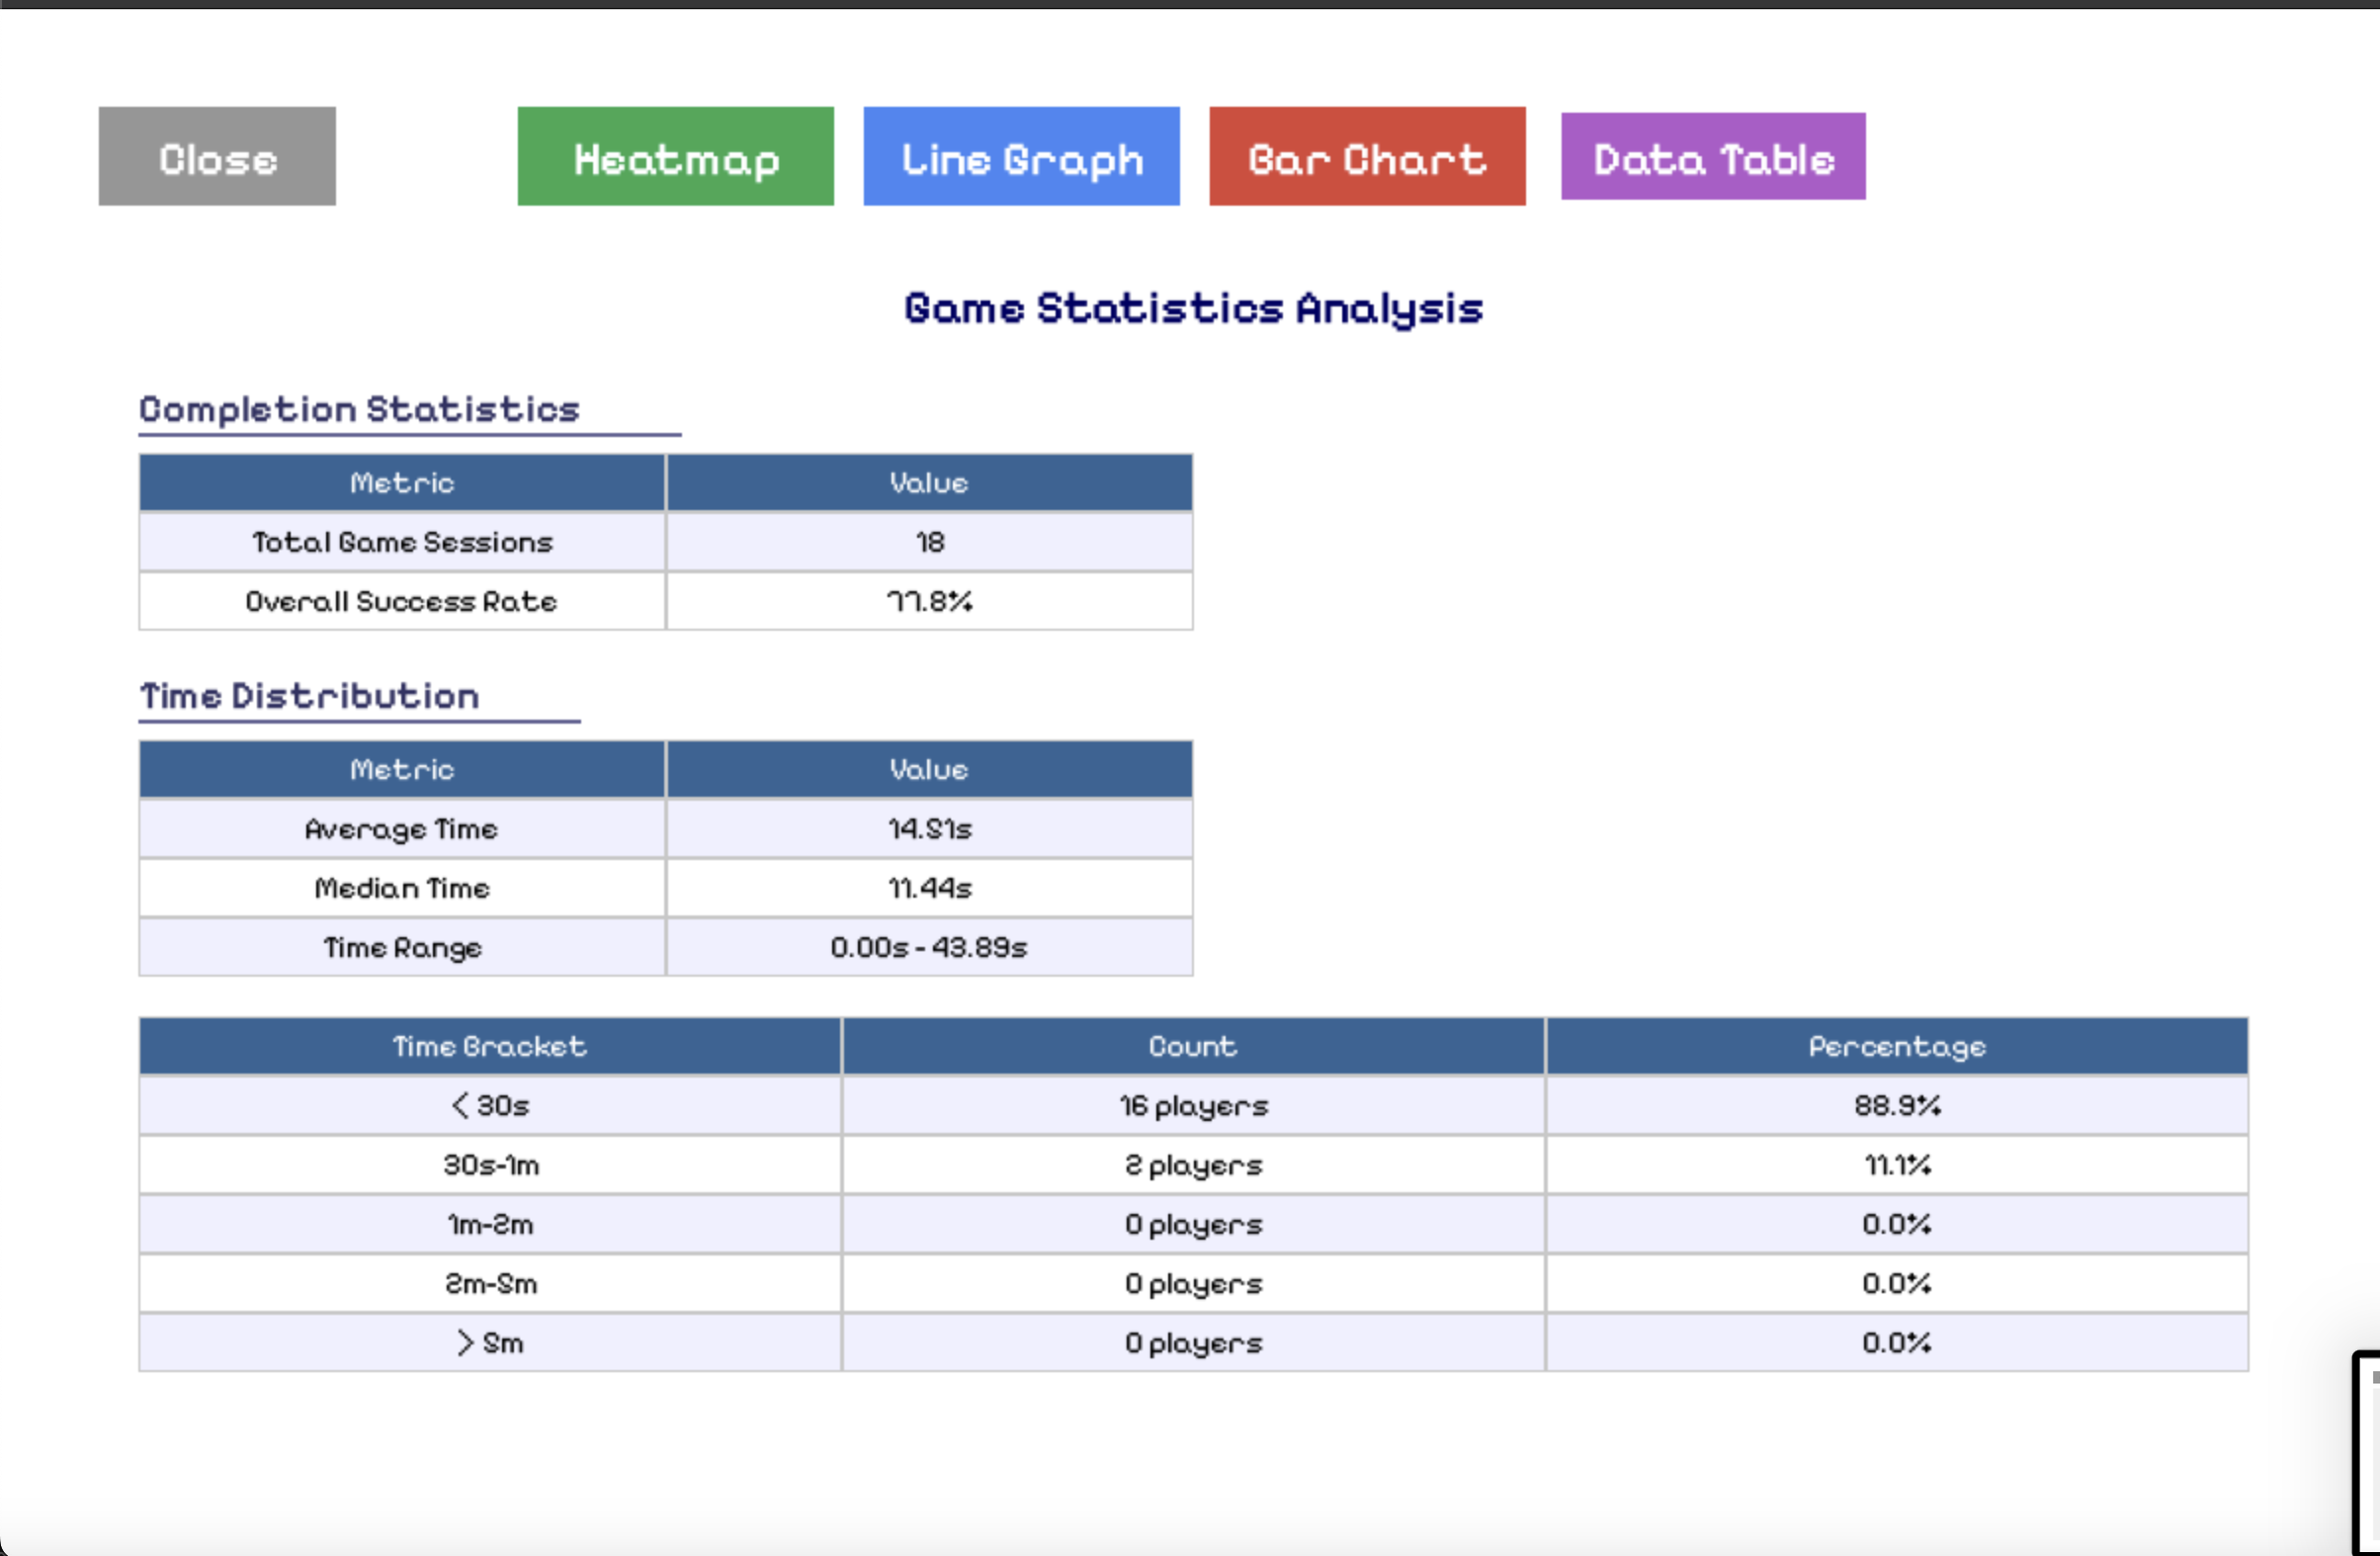 Close Heatmap Line Graph Bar Chart Data Table
Game Statistics Analysis
Completion Statistics
Metric Value
Total Game Sessions 18
Overall Success Rate 77.8%
Time Distribution
Metric Value
Average Time 14.51s
Median Time 11.44s
Time Range 0.00s - 43.89s
Time Bracket Count Percentage
< 30s 16 players 88.9%
30s-1m 2 players 11.1%
1m-2m 0 players 0.0%
2m-5m 0 players 0.0%
> 5m 0 players 0.0%